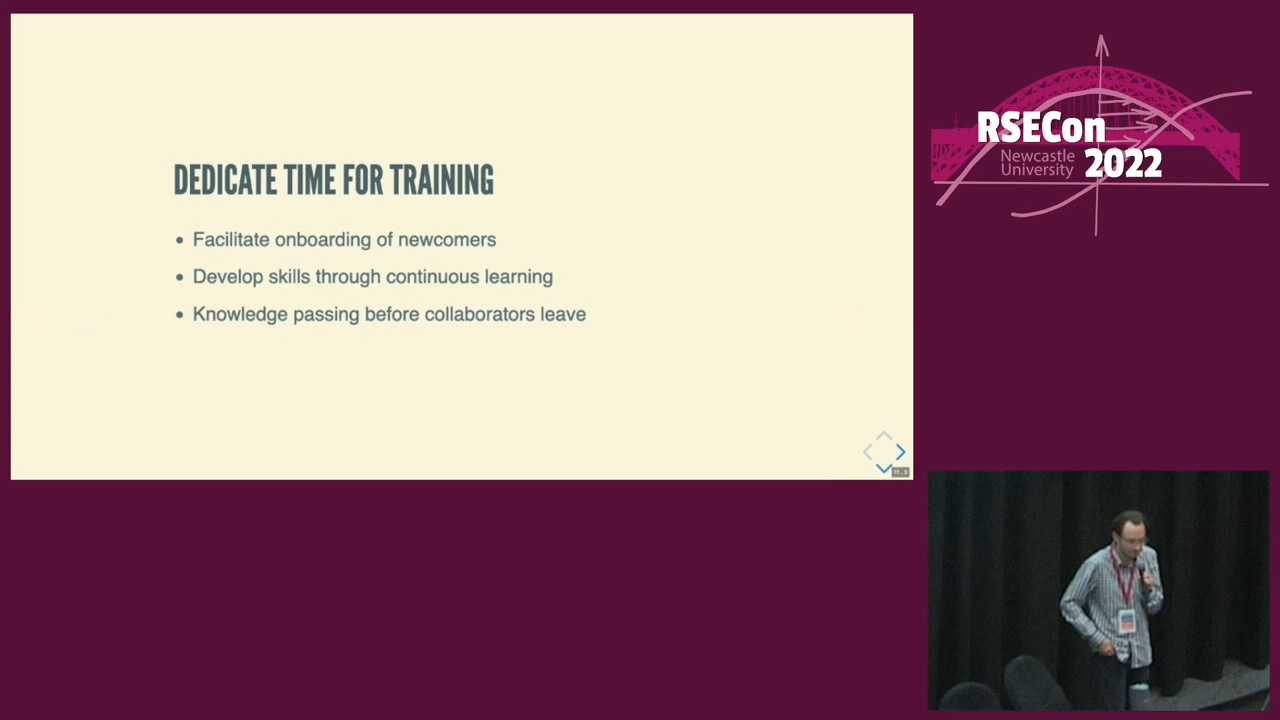 DEDICATE TIME FOR TRAINING
Facilitate onboarding of newcomers
Develop skills through continuous learning
Knowledge passing before collaborators leave
RSECon
Newcastle
University
2022